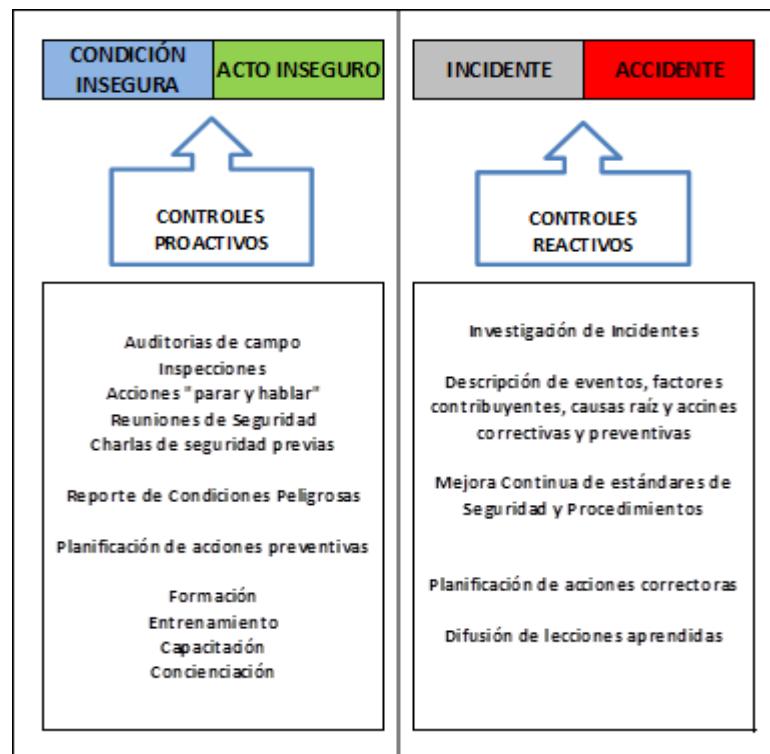 CONDICIÓN
INSEGURA
ACTO INSEGURO
CONTROLES
PROACTIVOS
Auditorias de campo
Inspecciones
Acciones "parar y hablar"
Reuniones de Seguridad
Charlas de seguridad previas
Reporte de Condiciones Peligrosas
Planificación de acciones preventivas
Formación
Entrenamiento
Capacitación
Concienciación
INCIDENTE
ACCIDENTE
CONTROLES
REACTIVOS
Investigación de Incidentes
Descripción de eventos, factores
contribuyentes, causas raíz y accines
correctivas y preventivas
Mejora Continua de estándares de
Seguridad y Procedimientos
Planificación de acciones correctoras
Difusión de lecciones aprendidas